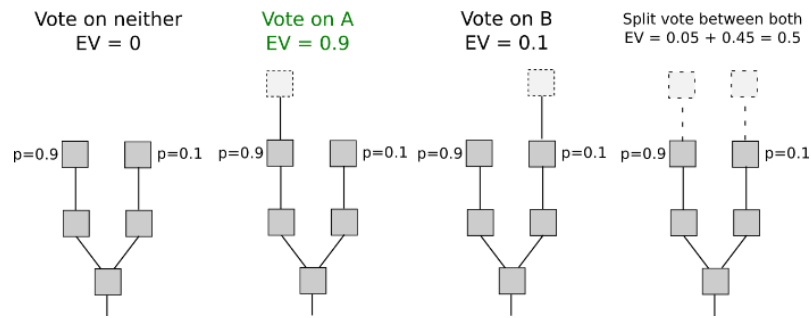 Vote on neither
EV = 0
Vote on A
EV = 0.9
Vote on B
EV = 0.1
Split vote between both
EV = 0.05 + 0.45 = 0.5
p=0.9
p=0.1
p=0.9
p=0.1
p=0.9
p=0.1
p=0.9
p=0.1